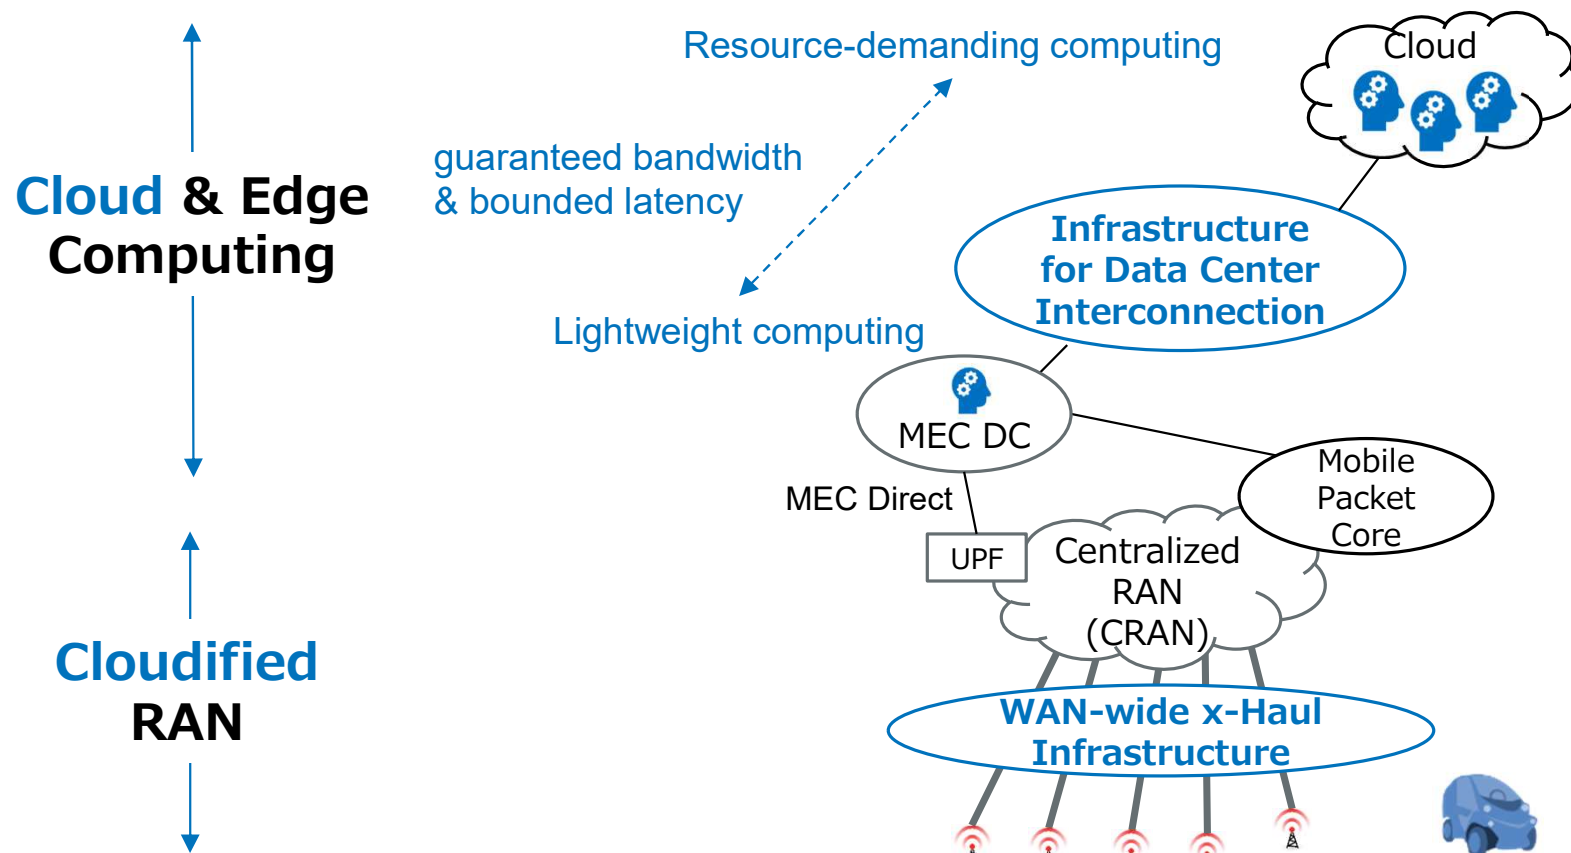 Resource-demanding computing
Cloud
guaranteed bandwidth
& bounded latency
Cloud & Edge
Computing
Infrastructure
for Data Center
Interconnection
Lightweight computing
MEC DC
Mobile
Packet
Core
MEC Direct
UPF
Centralized
RAN
(CRAN)
Cloudified
RAN
WAN-wide x-Haul
Infrastructure